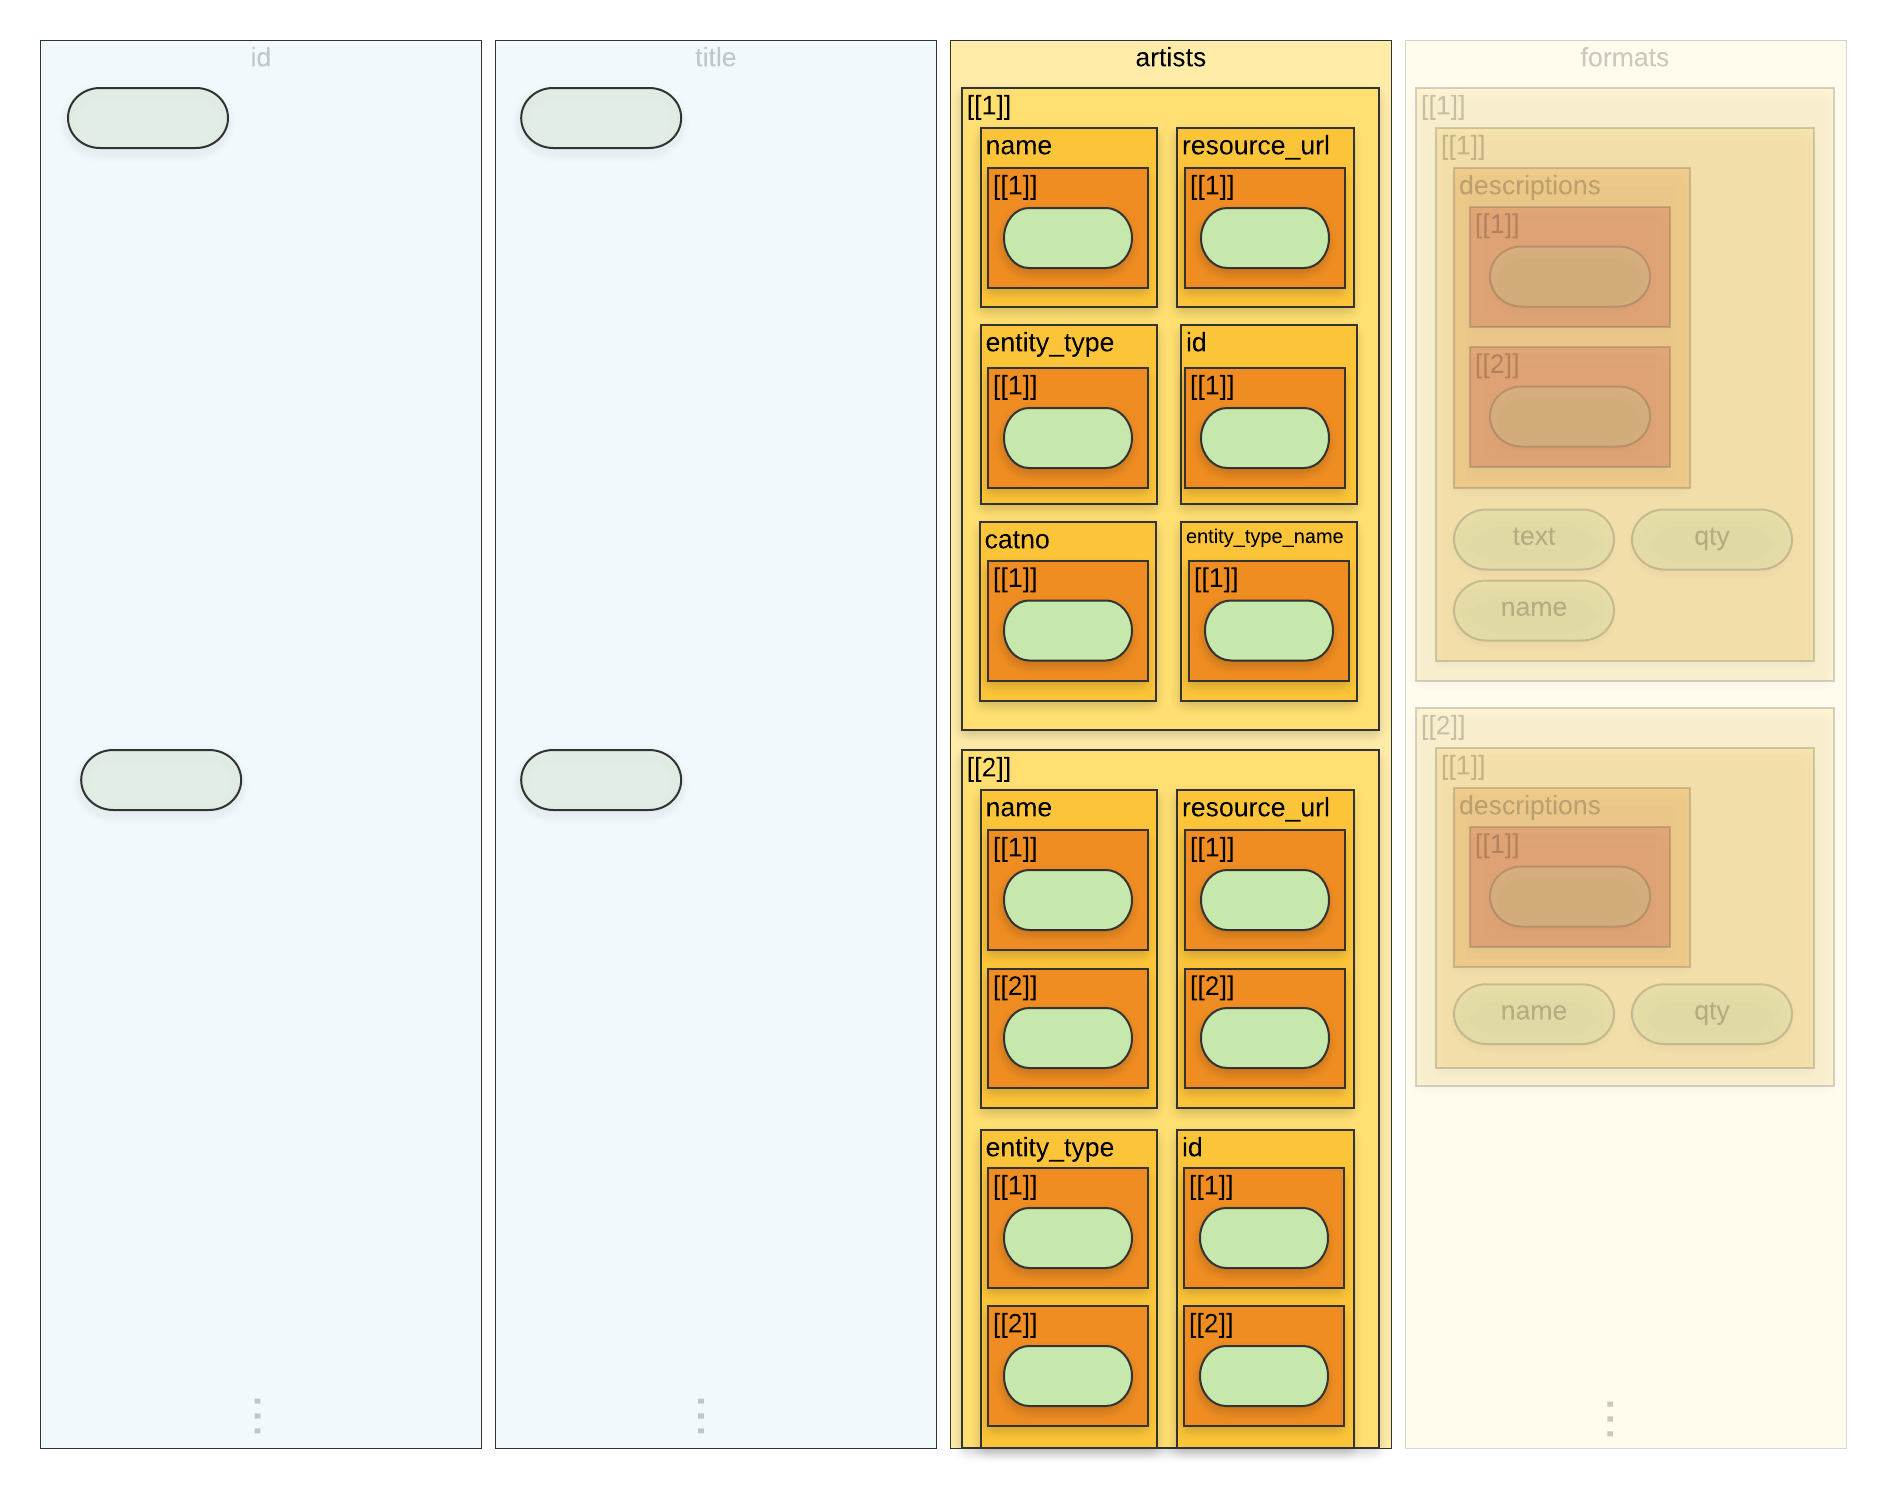 id
title
artists
[[1]]
name
[[1]]
resource_url
[[1]]
entity_type
[[1]]
id
[[1]]
catno
[[1]]
entity_type_name
[[1]]
[[2]]
name
[[1]]
[[2]]
resource_url
[[1]]
[[2]]
entity_type
[[1]]
[[2]]
id
[[1]]
[[2]]
formats
[[1]]
[[1]]
descriptions
[[1]]
[[2]]
text
qty
name
[[2]]
[[1]]
descriptions
[[1]]
name
qty